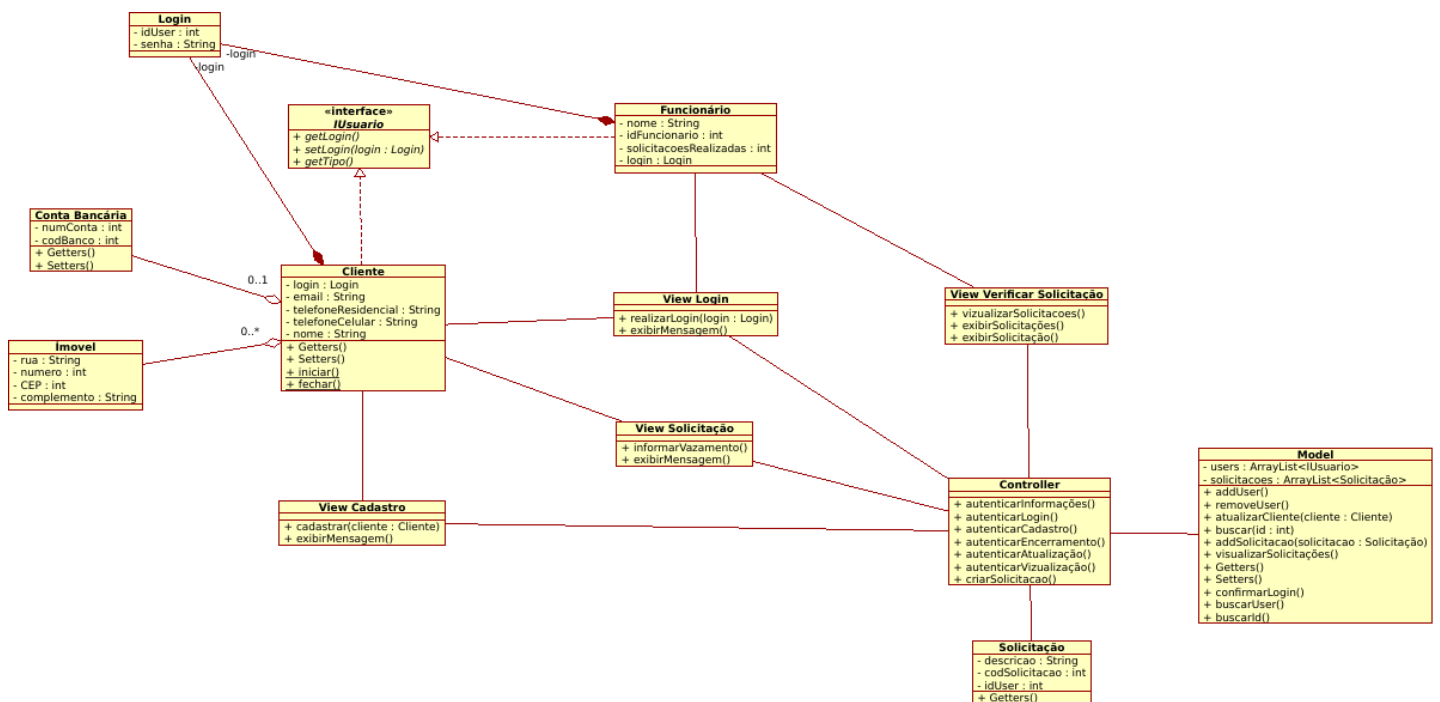 Login
- idUser : int
- senha : String
-login
-login
«interface»
IUsuario
+ getLogin()
+ setLogin(login : Login)
+ getTipo()
Funcionário
- nome : String
- idFuncionario : int
- solicitacoesRealizadas : int
- login : Login
Conta Bancária
- numConta : int
- codBanco : int
+ Getters()
+ Setters()
0..1
0..*
Cliente
- login : Login
- email : String
- telefoneResidencial : String
- telefoneCelular : String
- nome : String
+ Getters()
+ Setters()
+ iniciar()
+ fechar()
Ímovel
- rua : String
- numero : int
- CEP : int
- complemento : String
View Login
+ realizarLogin(login : Login)
+ exibirMensagem()
View Verificar Solicitação
+ vizualizarSolicitacoes()
+ exibirSolicitações()
+ exibirSolicitação()
View Solicitação
+ informarVazamento()
+ exibirMensagem()
View Cadastro
+ cadastrar(cliente : Cliente)
+ exibirMensagem()
Controller
+ autenticarInformações()
+ autenticarLogin()
+ autenticarCadastro()
+ autenticarEncerramento()
+ autenticarAtualização()
+ autenticarVizualização()
+ criarSolicitacao()
Model
- users : ArrayList<IUsuario>
- solicitacoes : ArrayList<Solicitação>
+ addUser()
+ removeUser()
+ atualizarCliente(cliente : Cliente)
+ buscar(id : int)
+ addSolicitacao(solicitacao : Solicitação)
+ visualizarSolicitações()
+ Getters()
+ Setters()
+ confirmarLogin()
+ buscarUser()
+ buscarId()
Solicitação
- descricao : String
- codSolicitacao : int
- idUser : int
+ Getters()